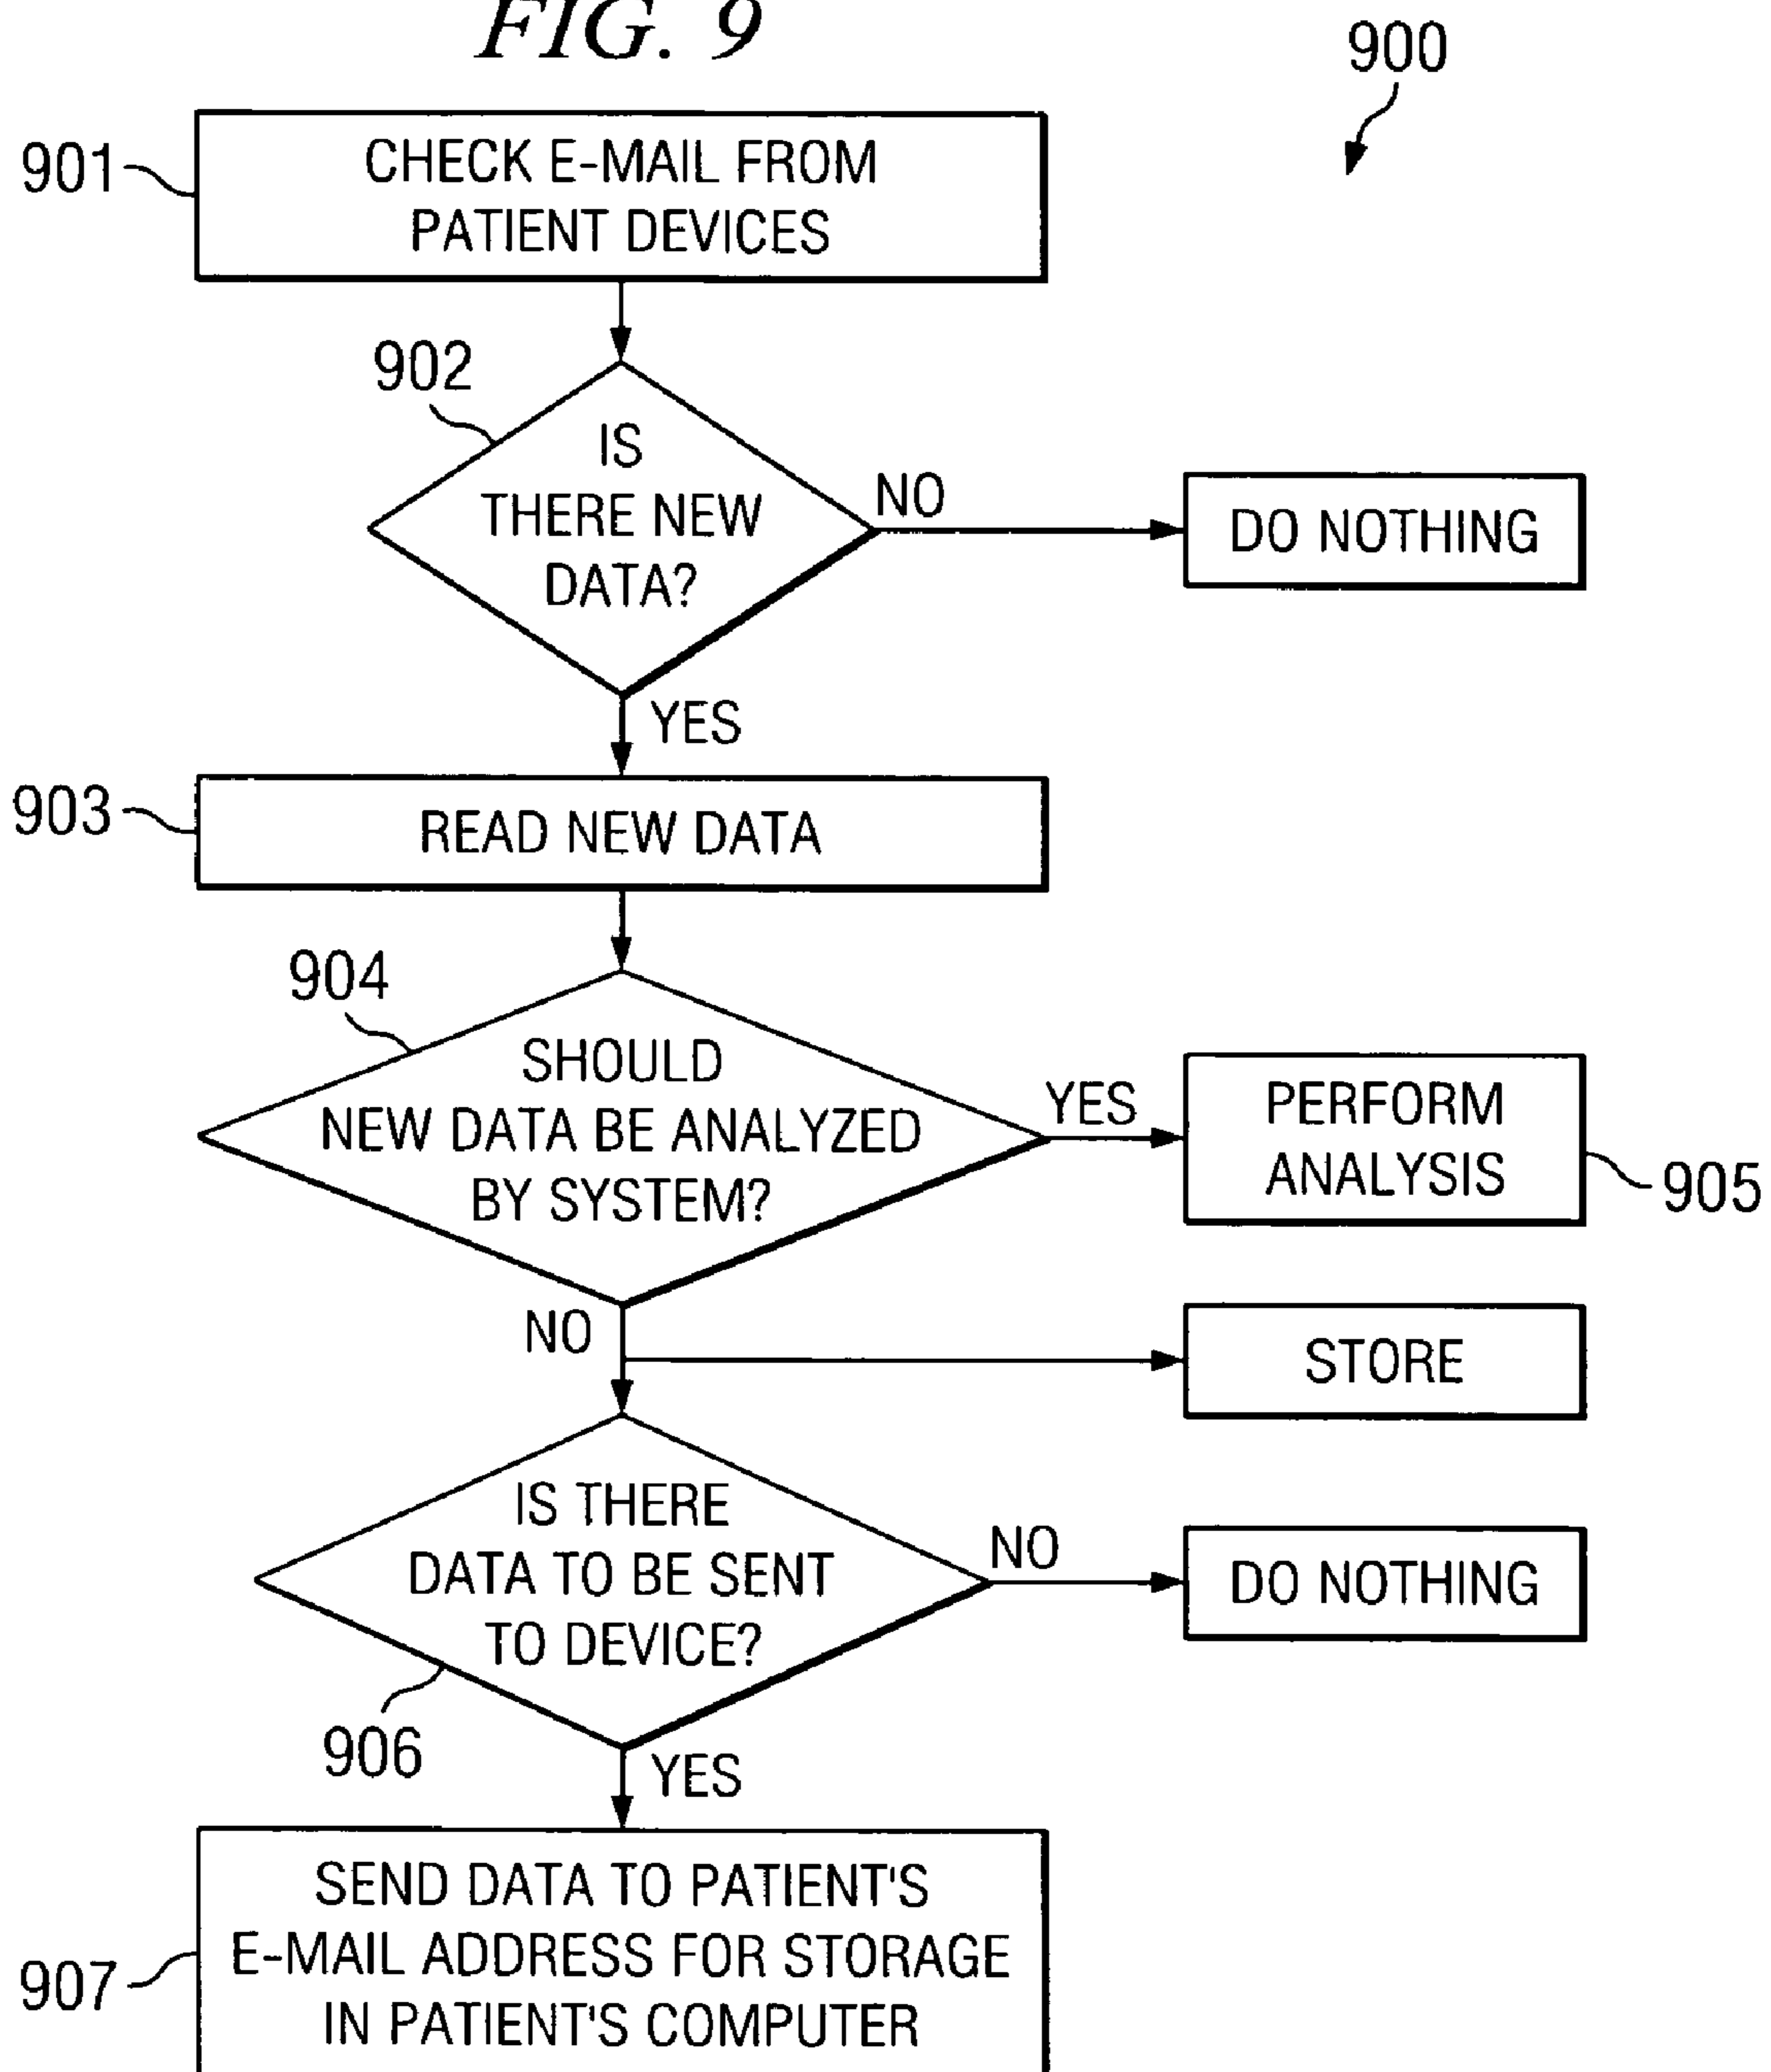 FIG. 9
900
901
CHECK E-MAIL FROM
PATIENT DEVICES
902
IS
THERE NEW
DATA?
NO
DO NOTHING
YES
903
READ NEW DATA
904
SHOULD
NEW DATA BE ANALYZED
BY SYSTEM?
YES
PERFORM
ANALYSIS
905
NO
STORE
IS THERE
DATA TO BE SENT
TO DEVICE?
NO
DO NOTHING
906
YES
907
SEND DATA TO PATIENT'S
E-MAIL ADDRESS FOR STORAGE
IN PATIENT'S COMPUTER